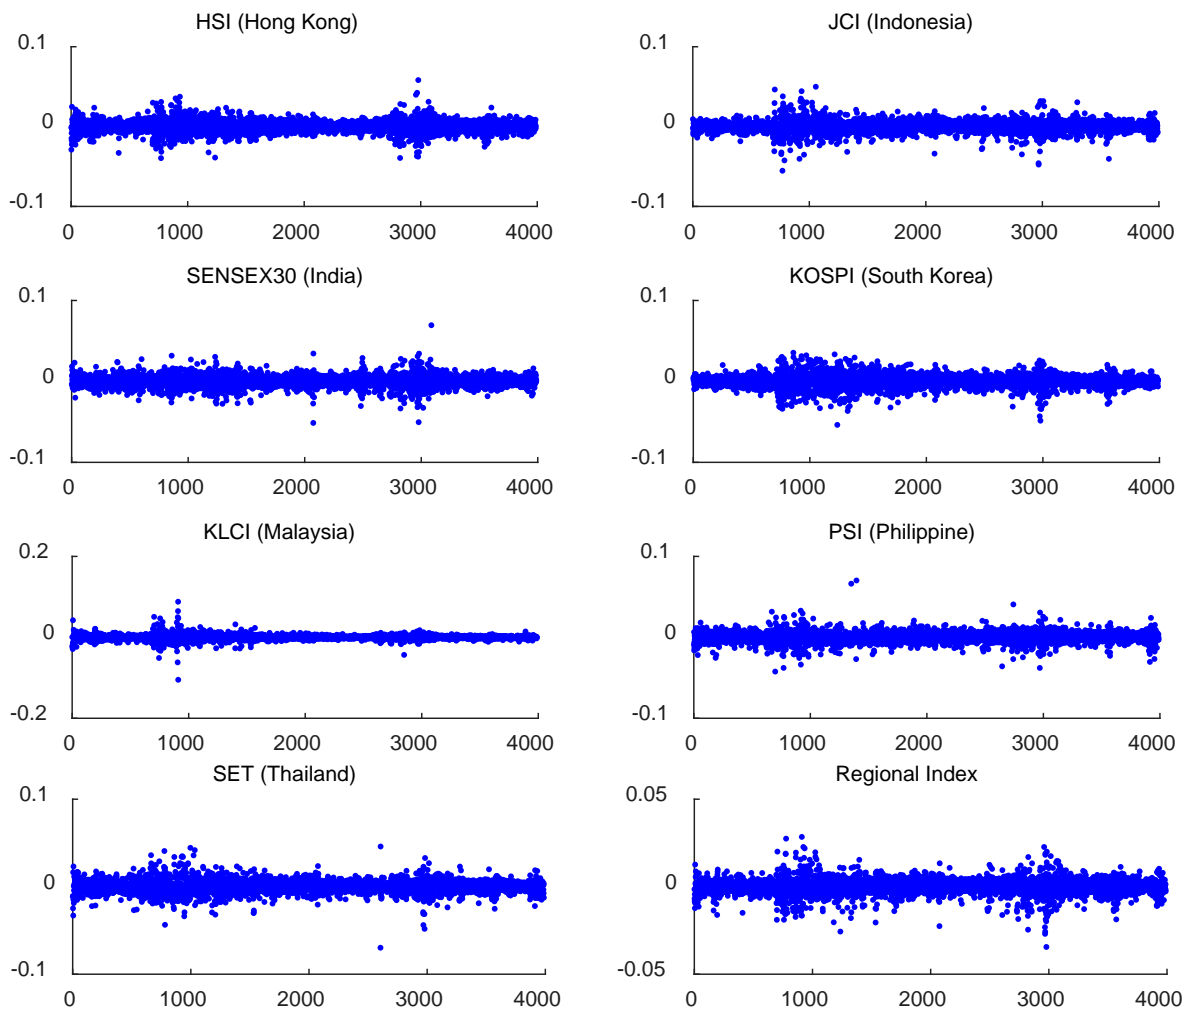 HSI (Hong Kong)
0.1
0
-0.1
0 1000 2000 3000 4000
JCI (Indonesia)
0.1
0
-0.1
0 1000 2000 3000 4000
SENSEX30 (India)
0.1
0
-0.1
0 1000 2000 3000 4000
KOSPI (South Korea)
0.1
0
-0.1
0 1000 2000 3000 4000
KLCI (Malaysia)
0.2
0
-0.2
0 1000 2000 3000 4000
PSI (Philippine)
0.1
0
-0.1
0 1000 2000 3000 4000
SET (Thailand)
0.1
0
-0.1
0 1000 2000 3000 4000
Regional Index
0.05
0
-0.05
0 1000 2000 3000 4000